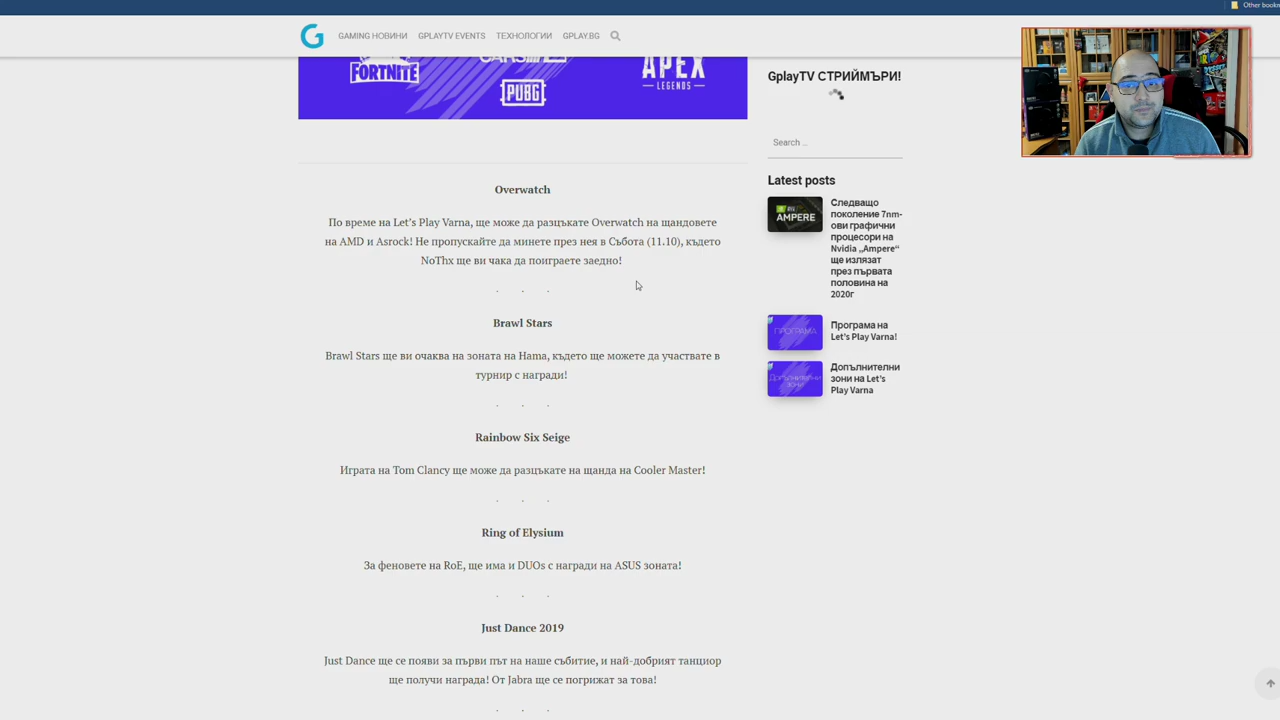 Other bookm
GAMING НОВИНИ
GPLAYTV EVENTS
ТЕХНОЛОГИИ
GPLAY.BG
FORTNITE
PUBG
APEX
LEGENDS
GplayTV СТРИЙМЪРИ!
Search ...
Overwatch
По време на Let's Play Varna, ще може да разцъкате Overwatch на щандовете
на AMD и Asrock! Не пропускайте да минете през нея в Събота (11.10), където
NoThx ще ви чака да поиграете заедно!
Brawl Stars
Brawl Stars ще ви очаква на зоната на Hama, където ще можете да участвате в
турнир с награди!
Rainbow Six Seige
Играта на Tom Clancy ще може да разцъкате на щанда на Cooler Master!
Ring of Elysium
За феновете на RoE, ще има и DUOs с награди на ASUS зоната!
Just Dance 2019
Just Dance ще се появи за първи път на наше събитие, и най-добрият танцьор
ще получи награда! От Jabra ще се погрижат за това!
Latest posts
AMPERE
Следващо
поколение 7nm-
ови графични
процесори на
Nvidia „Ampere“
ще излязат
през първата
половина на
2020г
ПРОГРАМА
Програма на
Let's Play Varna!
Допълнителни
зони
Допълнителни
зони на Let's
Play Varna